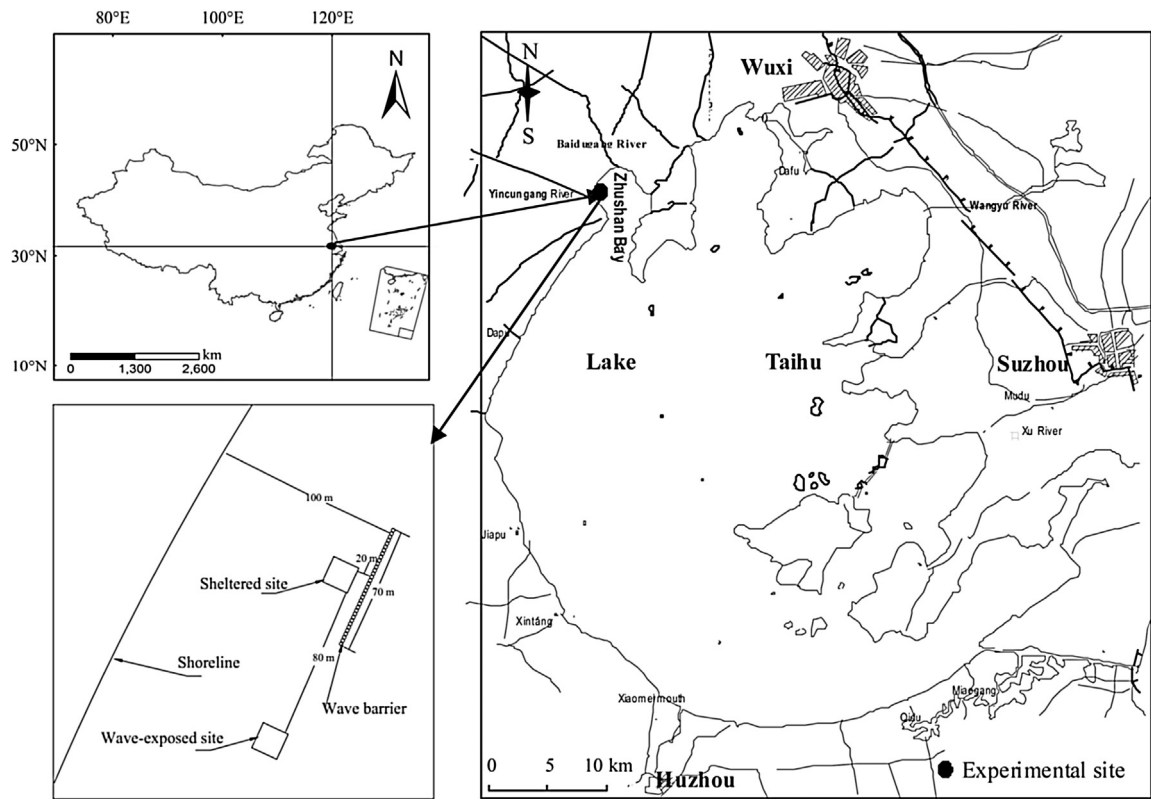 80°E 100°E 120°E
N
50°N
30°N
10°N
km
0 1,300 2,600
100 m
20 m
Sheltered site
70 m
Shoreline
80 m
Wave barrier
Wave-exposed site
Wuxi
N
S
Baidugang River
Dafu
Yincungang River
Zhushan Bay
Wangyu River
Dapu
Lake Taihu Suzhou
Mudu
Xu River
Jiapu
Xintang
Xiaomeimouth
Miaogang
Qidu
0 5 10 km
Huzhou
Experimental site